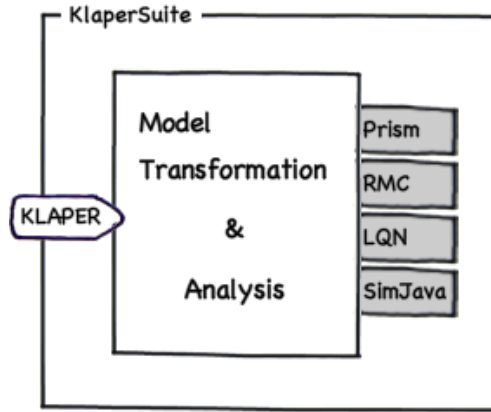 KlaperSuite
Model
Transformation
&
Analysis
KLAPER
Prism
RMC
LQN
SimJava